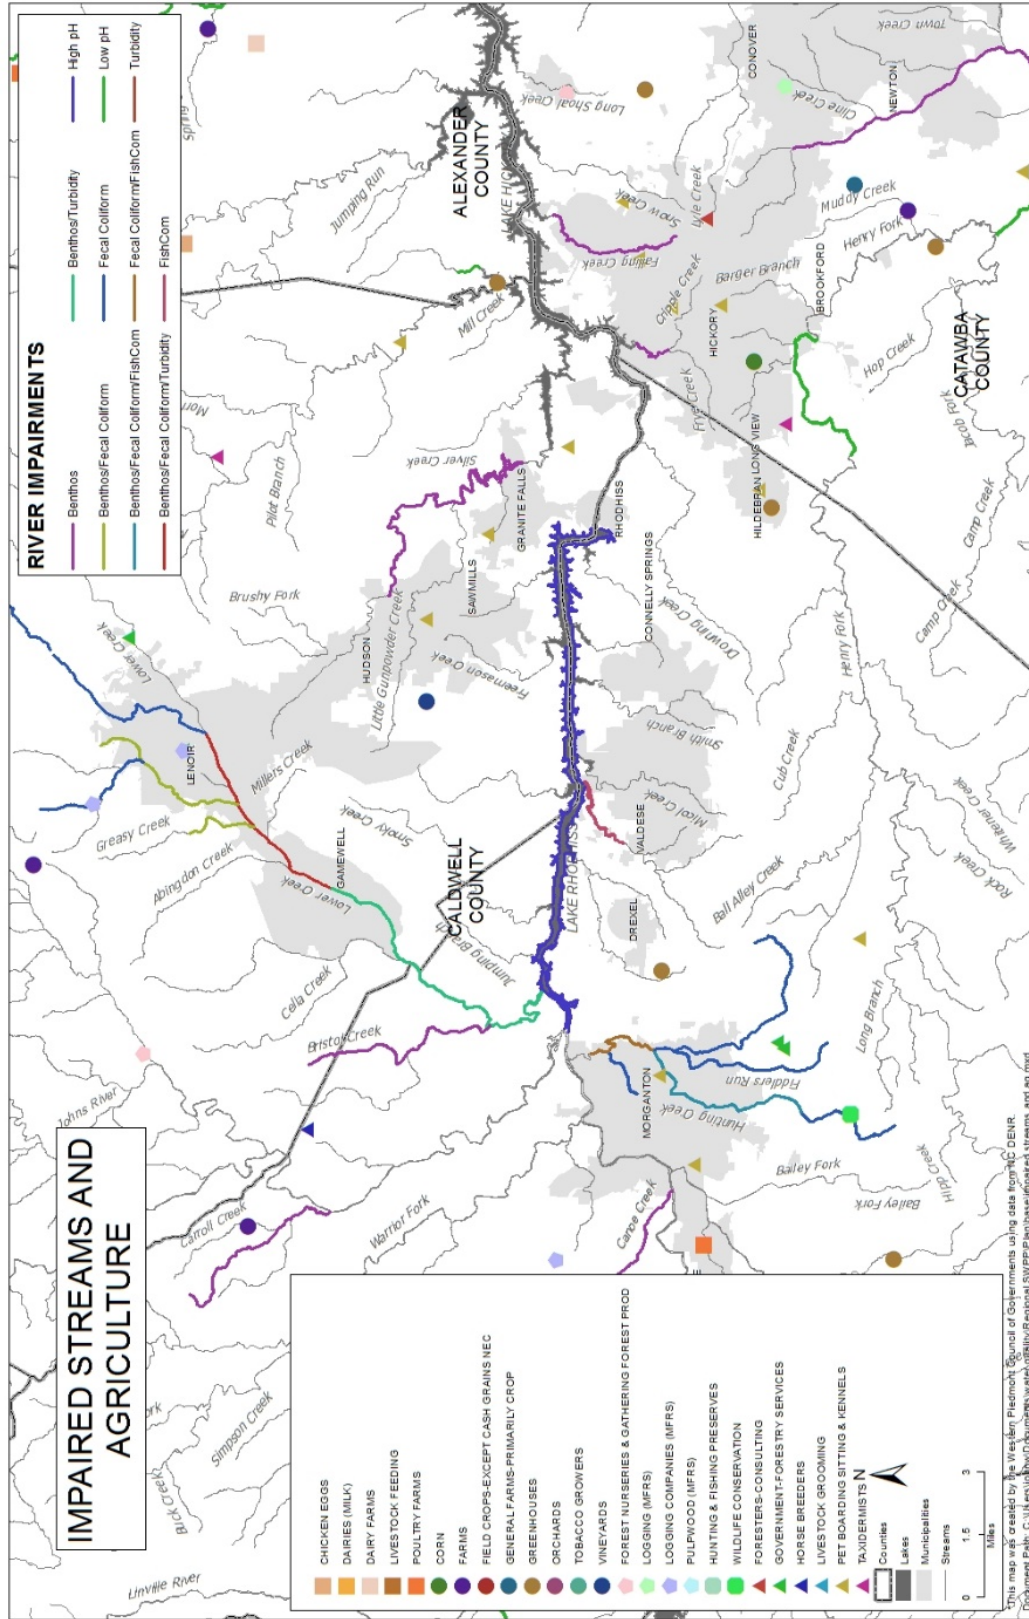 IMPAIRED STREAMS AND
AGRICULTURE
RIVER IMPAIRMENTS
Benthos
Benthos/Turbidity
High pH
Benthos/Fecal Coliform
Fecal Coliform
Low pH
Benthos/Fecal Coliform/FishCom
Fecal Coliform/FishCom
Turbidity
Benthos/Fecal Coliform/Turbidity
FishCom
CHICKEN EGGS
DAIRIES (MILK)
DAIRY FARMS
LIVESTOCK FEEDING
POULTRY FARMS
CORN
FARMS
FIELD CROPS-EXCEPT CASH GRAINS NEC
GENERAL FARMS-PRIMARILY CROP
GREENHOUSES
ORCHARDS
TOBACCO GROWERS
VINEYARDS
FOREST NURSERIES & GATHERING FOREST PROD
LOGGING (MFRS)
LOGGING COMPANIES (MFRS)
PULPWOOD (MFRS)
HUNTING & FISHING PRESERVES
WILDLIFE CONSERVATION
FORESTERS-CONSULTING
GOVERNMENT-FORESTRY SERVICES
HORSE BREEDERS
LIVESTOCK GROOMING
PET BOARDING SITTING & KENNELS
TAXIDERMISTS
N
Counties
Lakes
Municipalities
Streams
0 1.5 3
Miles
Linville River
Buck Creek
Simpson Creek
Carroll Creek
Johns River
Warrior Fork
Canoe Creek
Bristol Creek
Celia Creek
Abingdon Creek
Greasy Creek
Lower Creek
Lower Creek
LENOIR
GAMEWELL
Millers Creek
Smoky Creek
CALDWELL
COUNTY
Jumping Branch
LAKE RHODHISS
Brushy Fork
HUDSON
Little Gunpowder Creek
Freemason Creek
SAWMILLS
GRANITE FALLS
Silver Creek
Pilot Branch
Morr
RHODHISS
CONNELLY SPRINGS
Drowning Creek
Smith Branch
Micol Creek
VALDESE
DREXEL
Ball Alley Creek
Cub Creek
Rock Creek
Whitener Creek
Long Branch
MORGANTON
Hunting Creek
Fiddlers Run
Bailey Fork
Bailey Fork
Hipp Creek
Henry Fork
Camp Creek
Camp Creek
Jacob Fork
Hop Creek
CATAWBA
COUNTY
HILDEBRAN
LONG VIEW
HICKORY
Frye Creek
Cripple Creek
Barger Branch
BROOKFORD
Henry Fork
Muddy Creek
Falling Creek
Snow Creek
Lyle Creek
Long Shoal Creek
CONOVER
Cline Creek
NEWTON
Town Creek
Mill Creek
Jumping Run
ALEXANDER
COUNTY
LAKE HICK
Spring
This map was created by the Western Piedmont Council of Governments using data from NC DENR.